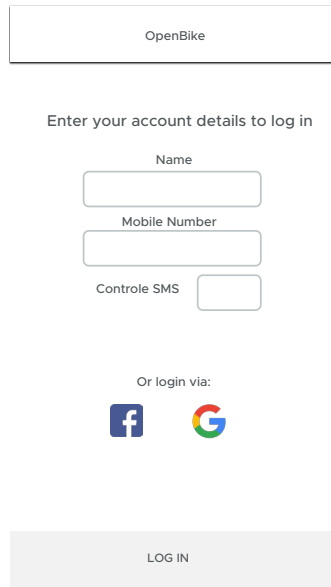 OpenBike
Enter your account details to log in
Name
Mobile Number
Controle SMS
Or login via:
LOG IN